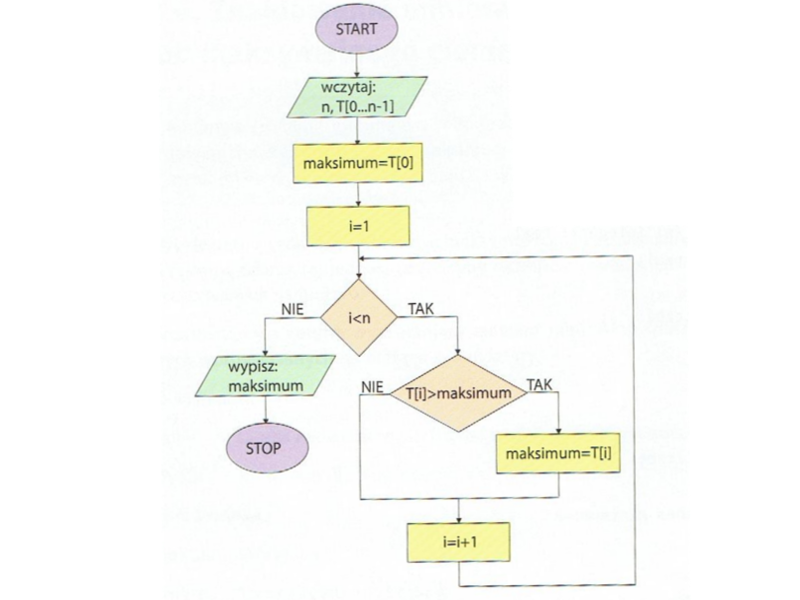 START
wczytaj:
n, T[0...n-1]
maksimum=T[0]
i=1
i<n
NIE
TAK
wypisz:
maksimum
STOP
T[i]>maksimum
NIE
TAK
maksimum=T[i]
i=i+1